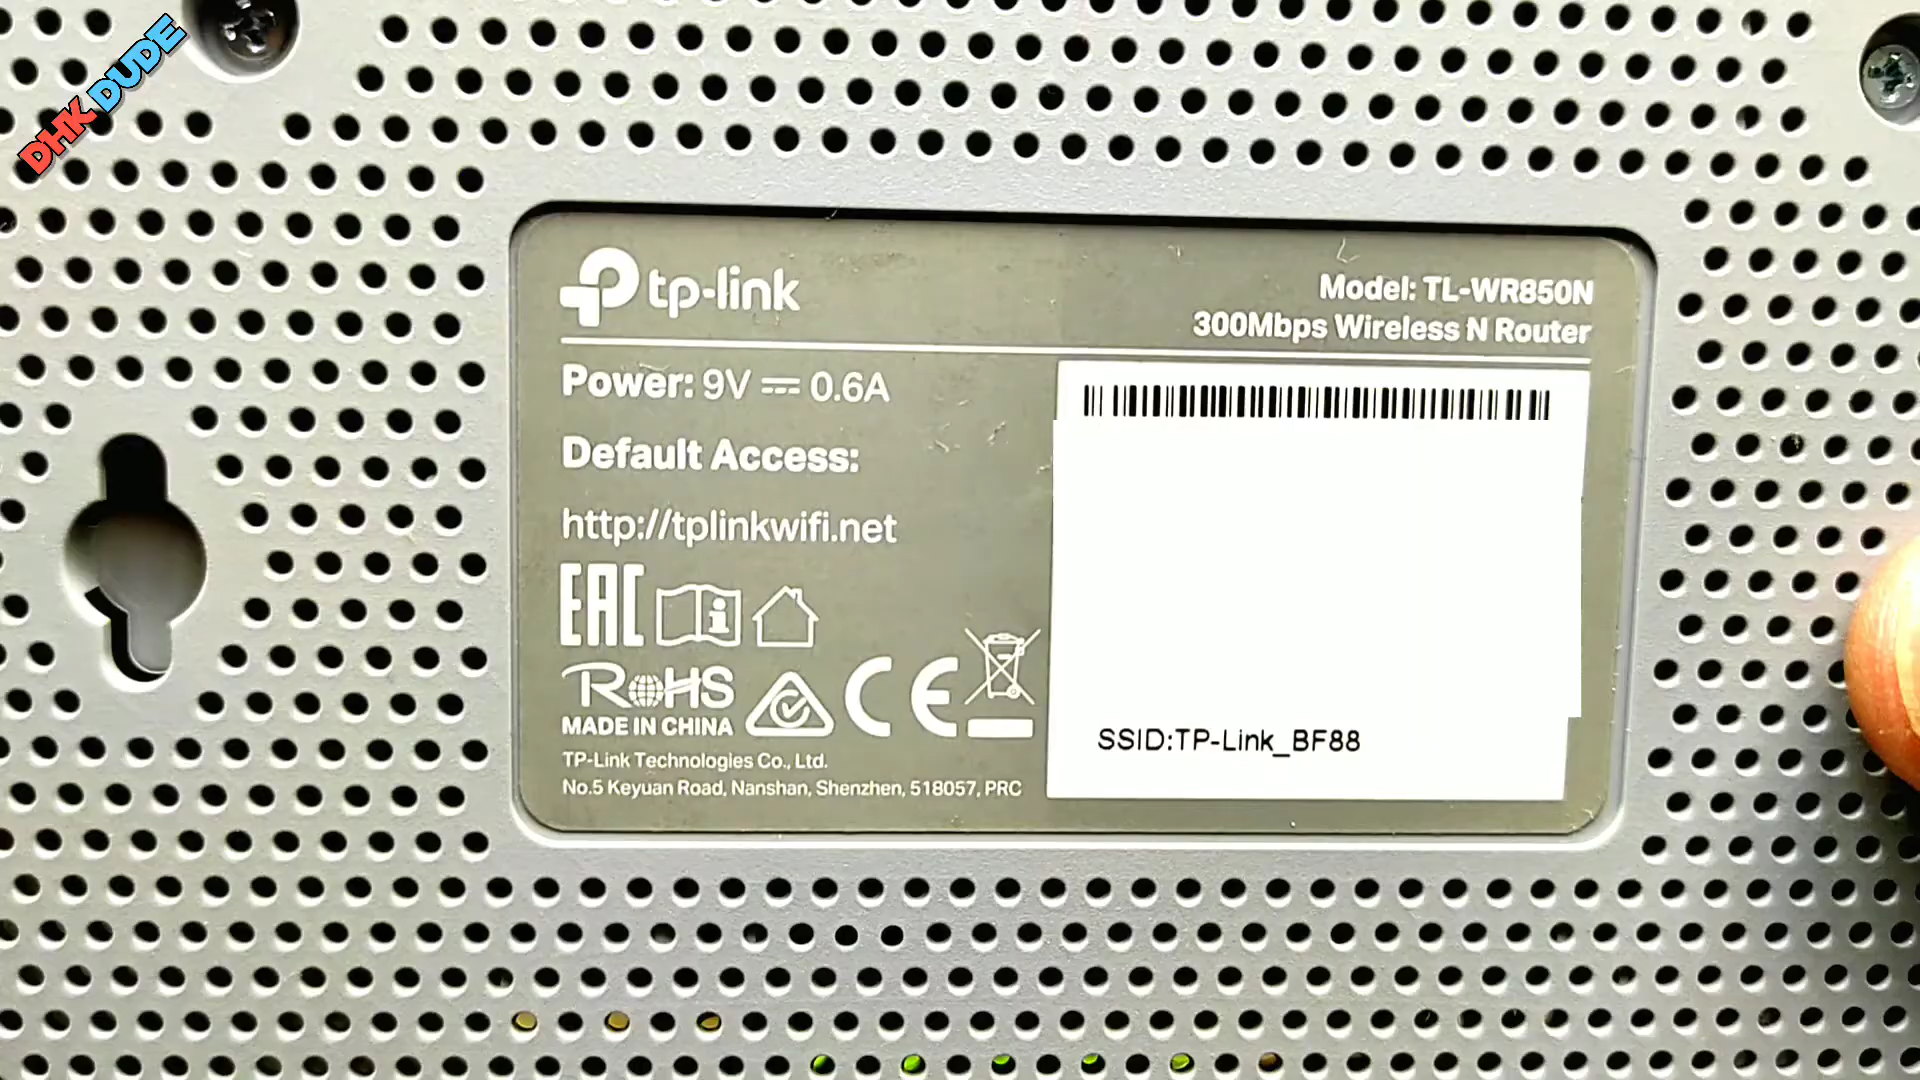 DHK DUDE
tp-link
Model: TL-WR850N
300Mbps Wireless N Router
Power: 9V ⎓ 0.6A
Default Access:
http://tplinkwifi.net
EAC
RoHS
MADE IN CHINA
CE
TP-Link Technologies Co., Ltd.
No.5 Keyuan Road, Nanshan, Shenzhen, 518057, PRC
SSID:TP-Link_BF88